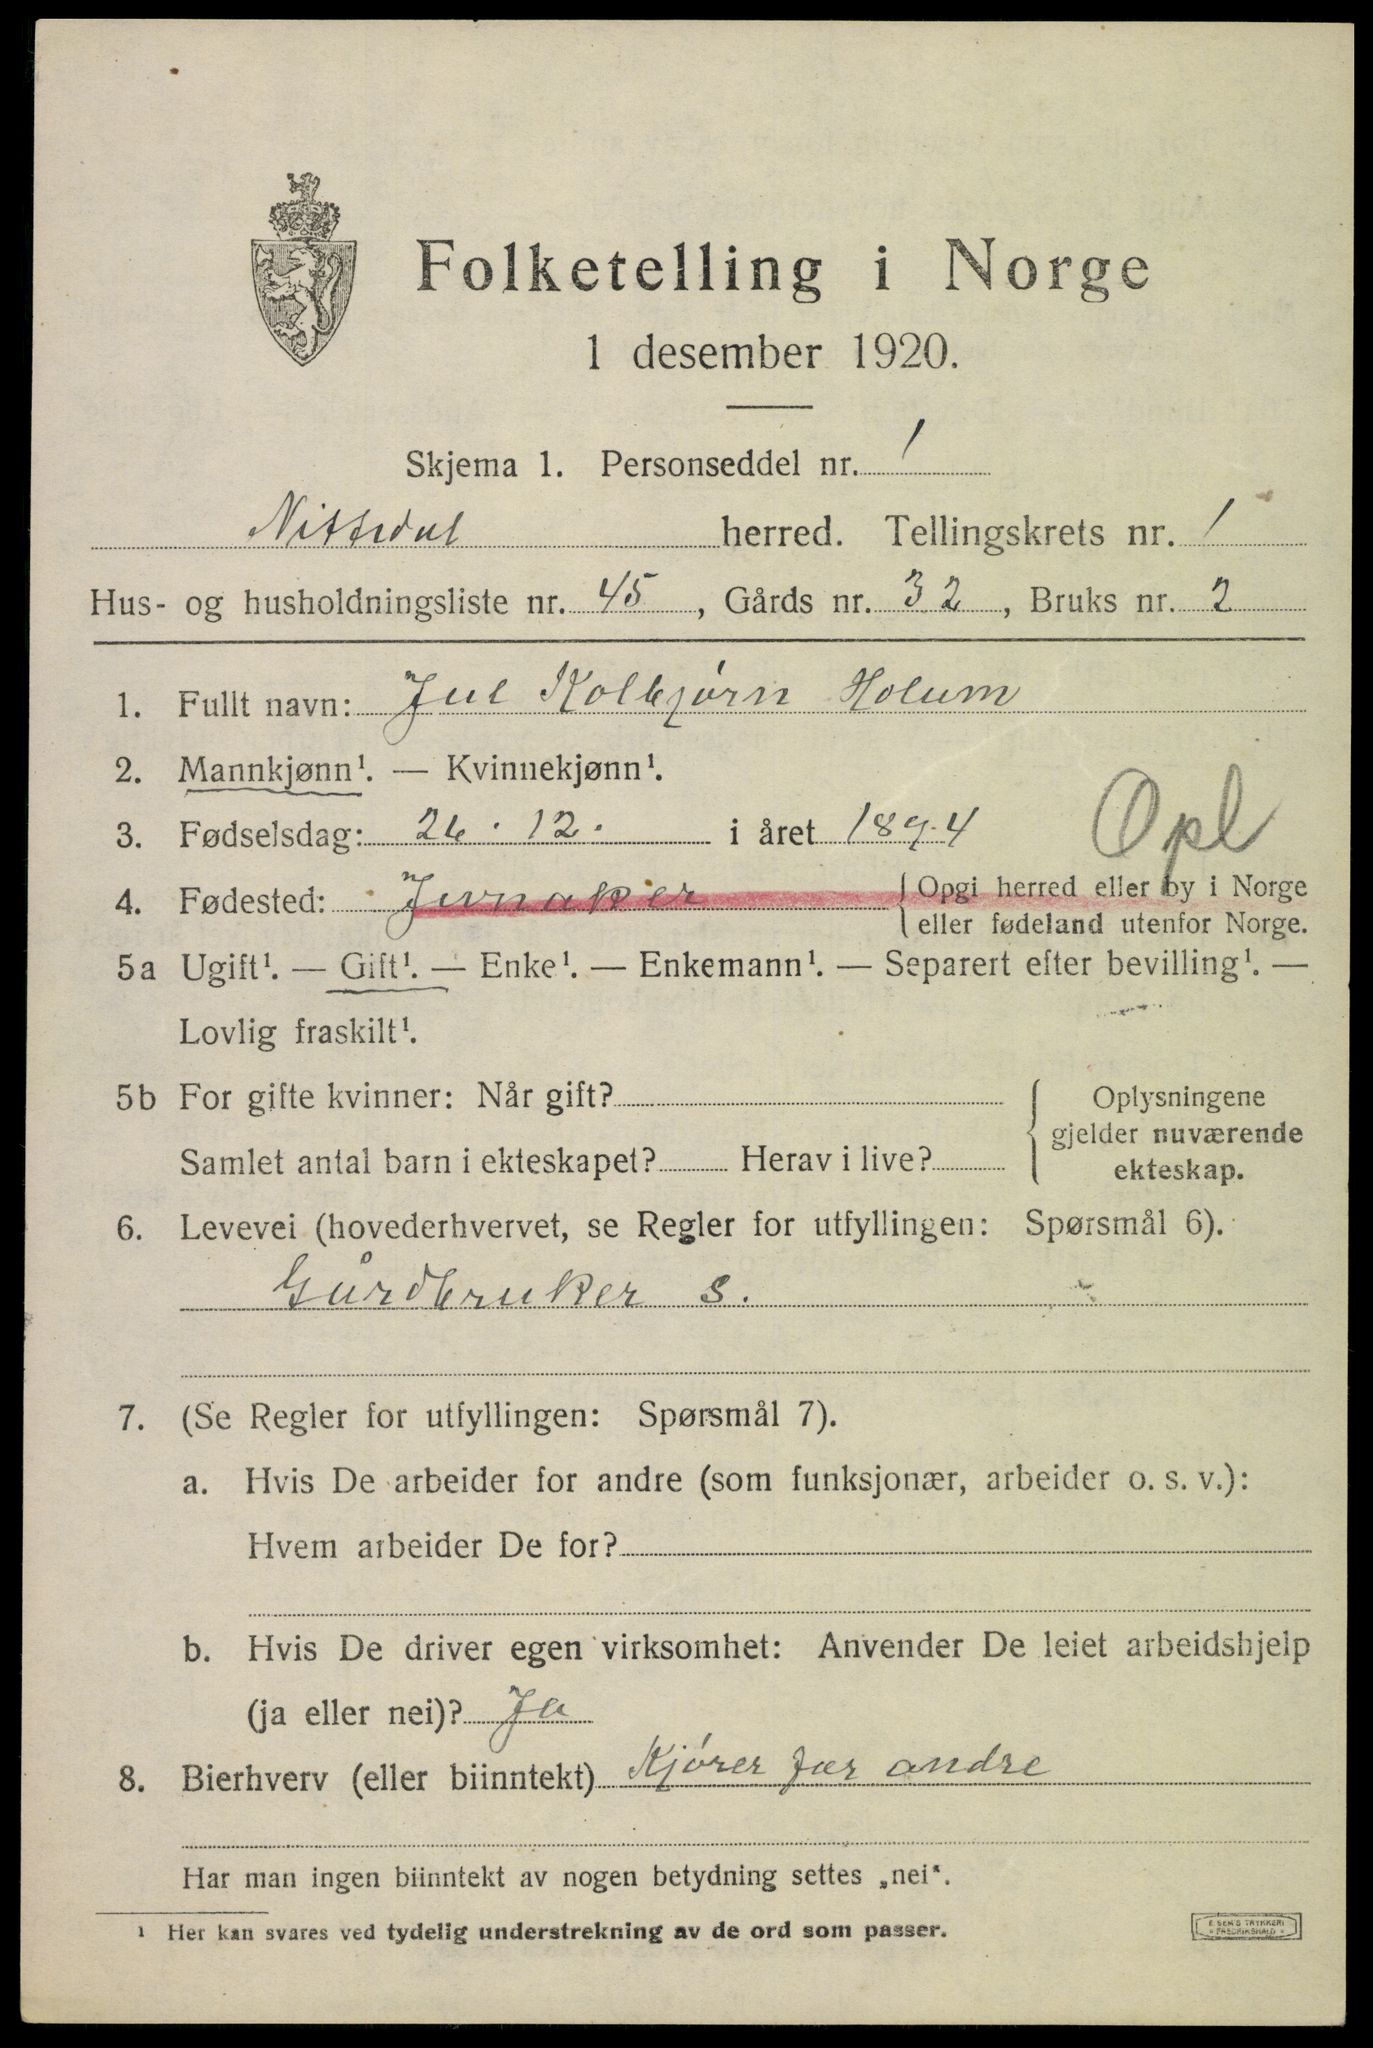 Folketelling i Norge
1 desember 1920.
Skjema 1. Personseddel nr. 1
Nittedal herred. Tellingskrets nr. 1
Hus- og husholdningsliste nr. 45, Gårds nr. 32, Bruks nr. 2
1. Fullt navn: Jul Kolbjørn Holum
2. Mannkjønn¹. — Kvinnekjønn¹.
3. Fødselsdag: 26. 12. i året 1894
Opl
4. Fødested: Jevnaker { Opgi herred eller by i Norge
eller fødeland utenfor Norge.
5a Ugift¹. — Gift¹. — Enke¹. — Enkemann¹. — Separert efter bevilling¹. —
Lovlig fraskilt¹.
5b For gifte kvinner: Når gift?
Samlet antal barn i ekteskapet? Herav i live?
Oplysningene
gjelder nuværende
ekteskap.
6. Levevei (hovederhvervet, se Regler for utfyllingen: Spørsmål 6).
Gårdbruker s.
7. (Se Regler for utfyllingen: Spørsmål 7).
a. Hvis De arbeider for andre (som funksjonær, arbeider o. s. v.):
Hvem arbeider De for?
b. Hvis De driver egen virksomhet: Anvender De leiet arbeidshjelp
(ja eller nei)? Ja
8. Bierhverv (eller biinntekt) Kjører for andre
Har man ingen biinntekt av nogen betydning settes „nei“.
¹ Her kan svares ved tydelig understrekning av de ord som passer.
E. SEM'S TRYKKERI
FREDRIKSHALD